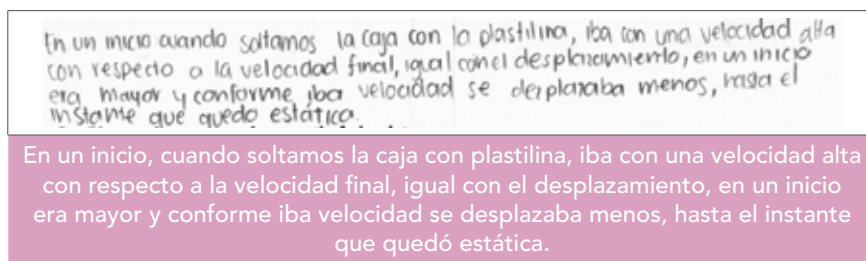 En un inicio cuando soltamos la caja con la plastilina, iba con una velocidad alta
con respecto a la velocidad final, igual con el desplazamiento, en un inicio
era mayor y conforme iba velocidad se desplazaba menos, hasta el
instante que quedo estática.
En un inicio, cuando soltamos la caja con plastilina, iba con una velocidad alta
con respecto a la velocidad final, igual con el desplazamiento, en un inicio
era mayor y conforme iba velocidad se desplazaba menos, hasta el instante
que quedó estática.